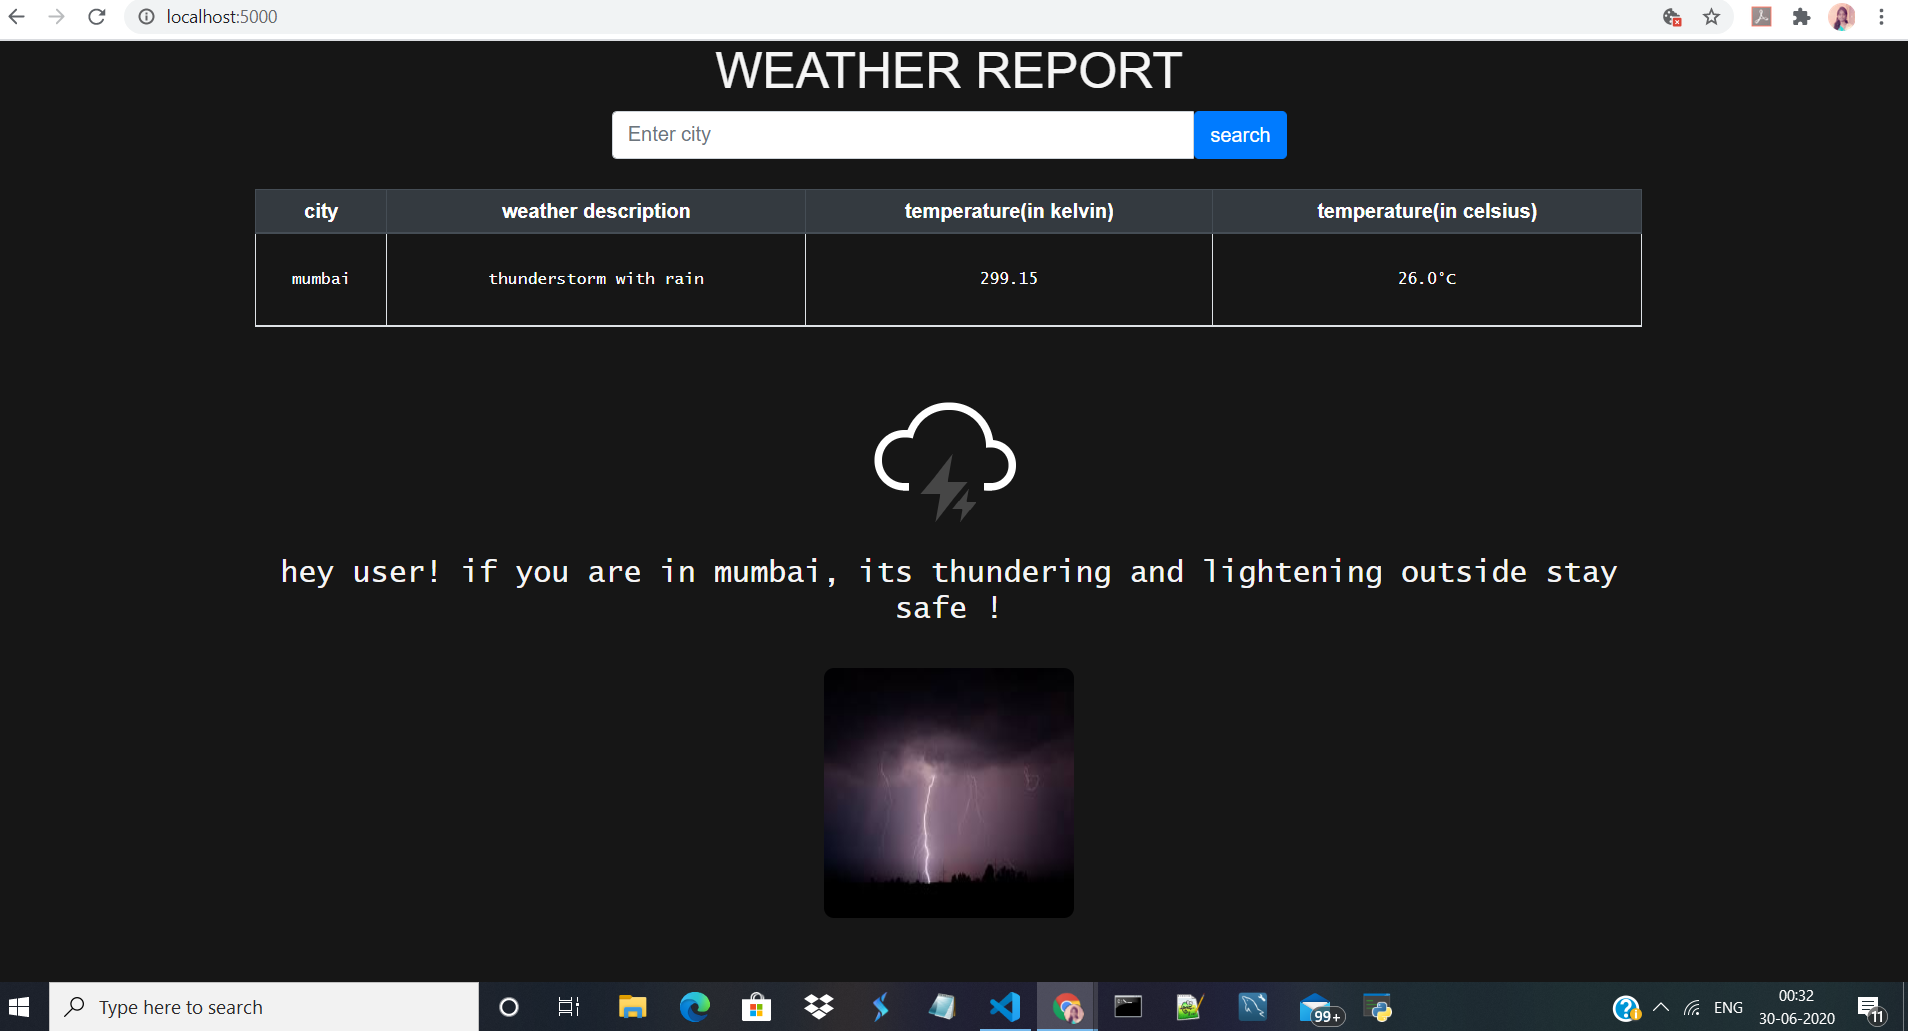 localhost:5000
WEATHER REPORT
Enter city
search
city weather description temperature(in kelvin) temperature(in celsius)
mumbai thunderstorm with rain 299.15 26.0°C
hey user! if you are in mumbai, its thundering and lightening outside stay
safe !
Type here to search
99+
ENG
00:32
30-06-2020
11